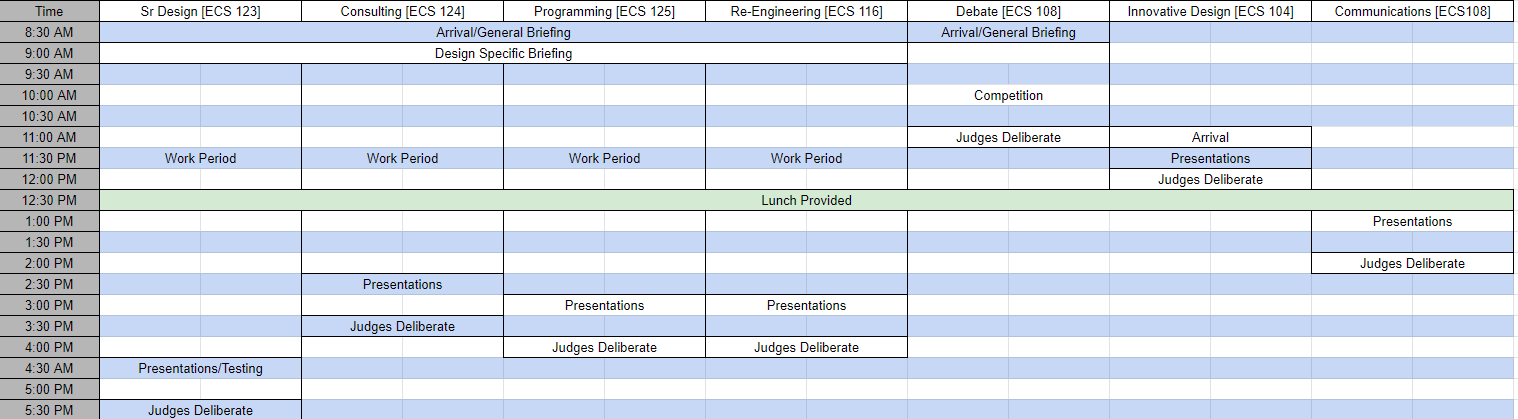 Time Sr Design [ECS 123] Consulting [ECS 124] Programming [ECS 125] Re-Engineering [ECS 116] Debate [ECS 108] Innovative Design [ECS 104] Communications [ECS108]
8:30 AM Arrival/General Briefing Arrival/General Briefing
9:00 AM Design Specific Briefing
9:30 AM
10:00 AM Competition
10:30 AM
11:00 AM Judges Deliberate Arrival
11:30 PM Work Period Work Period Work Period Work Period Presentations
12:00 PM Judges Deliberate
12:30 PM Lunch Provided
1:00 PM Presentations
1:30 PM
2:00 PM Judges Deliberate
2:30 PM Presentations
3:00 PM Presentations Presentations
3:30 PM Judges Deliberate
4:00 PM Judges Deliberate Judges Deliberate
4:30 AM Presentations/Testing
5:00 PM
5:30 PM Judges Deliberate